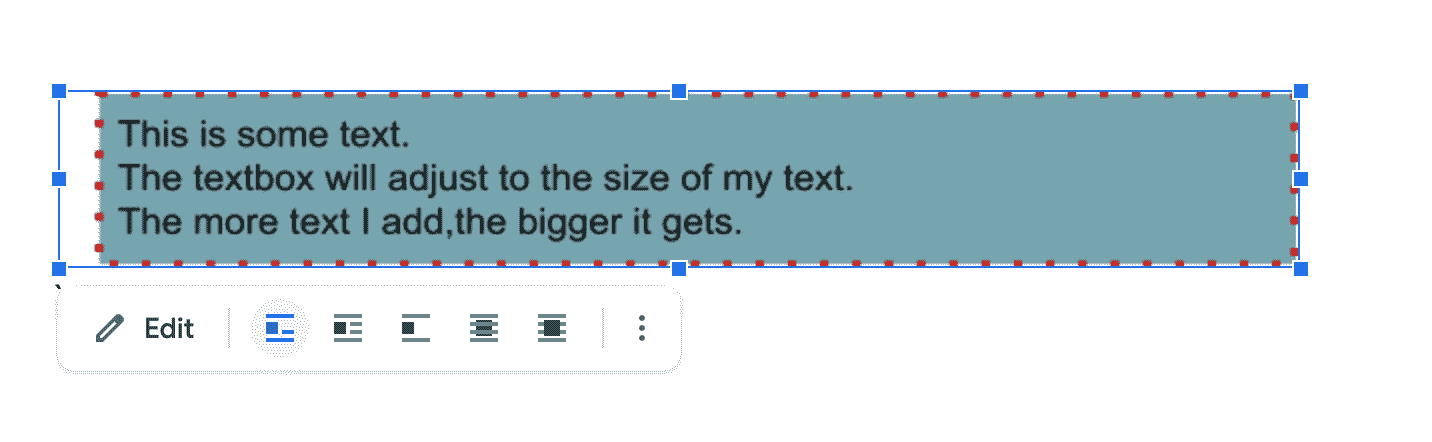 This is some text.
The textbox will adjust to the size of my text.
The more text I add,the bigger it gets.
Edit